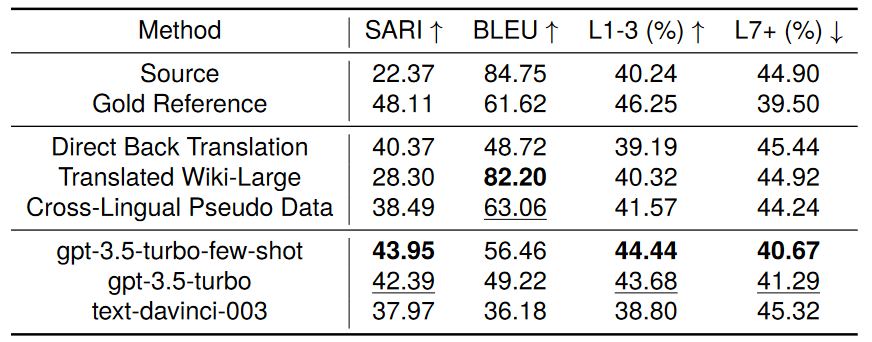 Method SARI ↑ BLEU ↑ L1-3 (%) ↑ L7+ (%) ↓
Source 22.37 84.75 40.24 44.90
Gold Reference 48.11 61.62 46.25 39.50
Direct Back Translation 40.37 48.72 39.19 45.44
Translated Wiki-Large 28.30 82.20 40.32 44.92
Cross-Lingual Pseudo Data 38.49 63.06 41.57 44.24
gpt-3.5-turbo-few-shot 43.95 56.46 44.44 40.67
gpt-3.5-turbo 42.39 49.22 43.68 41.29
text-davinci-003 37.97 36.18 38.80 45.32